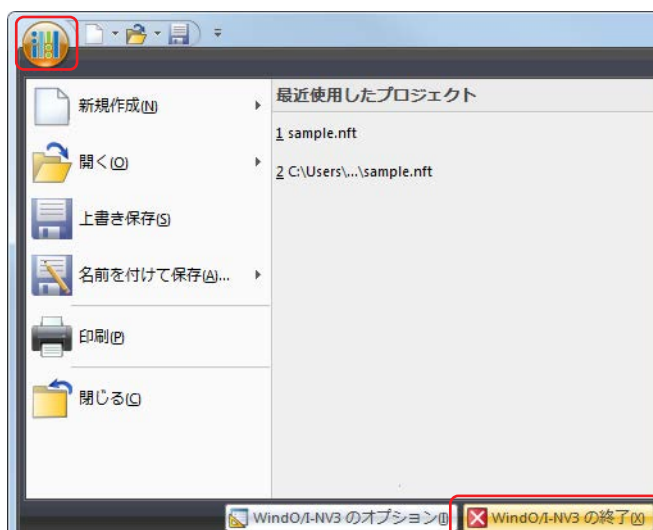 新規作成(N)
開く(O)
上書き保存(S)
名前を付けて保存(A)...
印刷(P)
閉じる(C)
最近使用したプロジェクト
1 sample.nft
2 C:\Users\...\sample.nft
WindO/I-NV3 のオプション(I)
WindO/I-NV3 の終了(X)